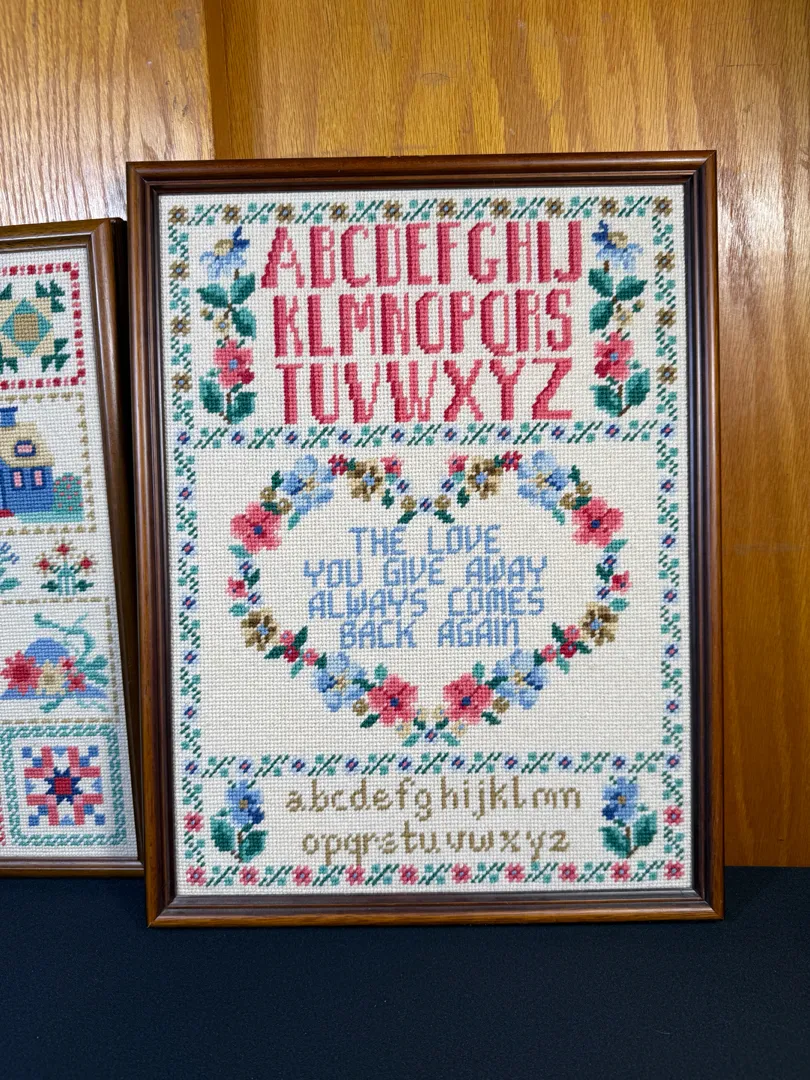 ABCDEFGHIJ
KLMNOPQRS
TUVWXYZ
THE LOVE
YOU GIVE AWAY
ALWAYS COMES
BACK AGAIN
abcdefghijklmn
opqrstuvwxyz